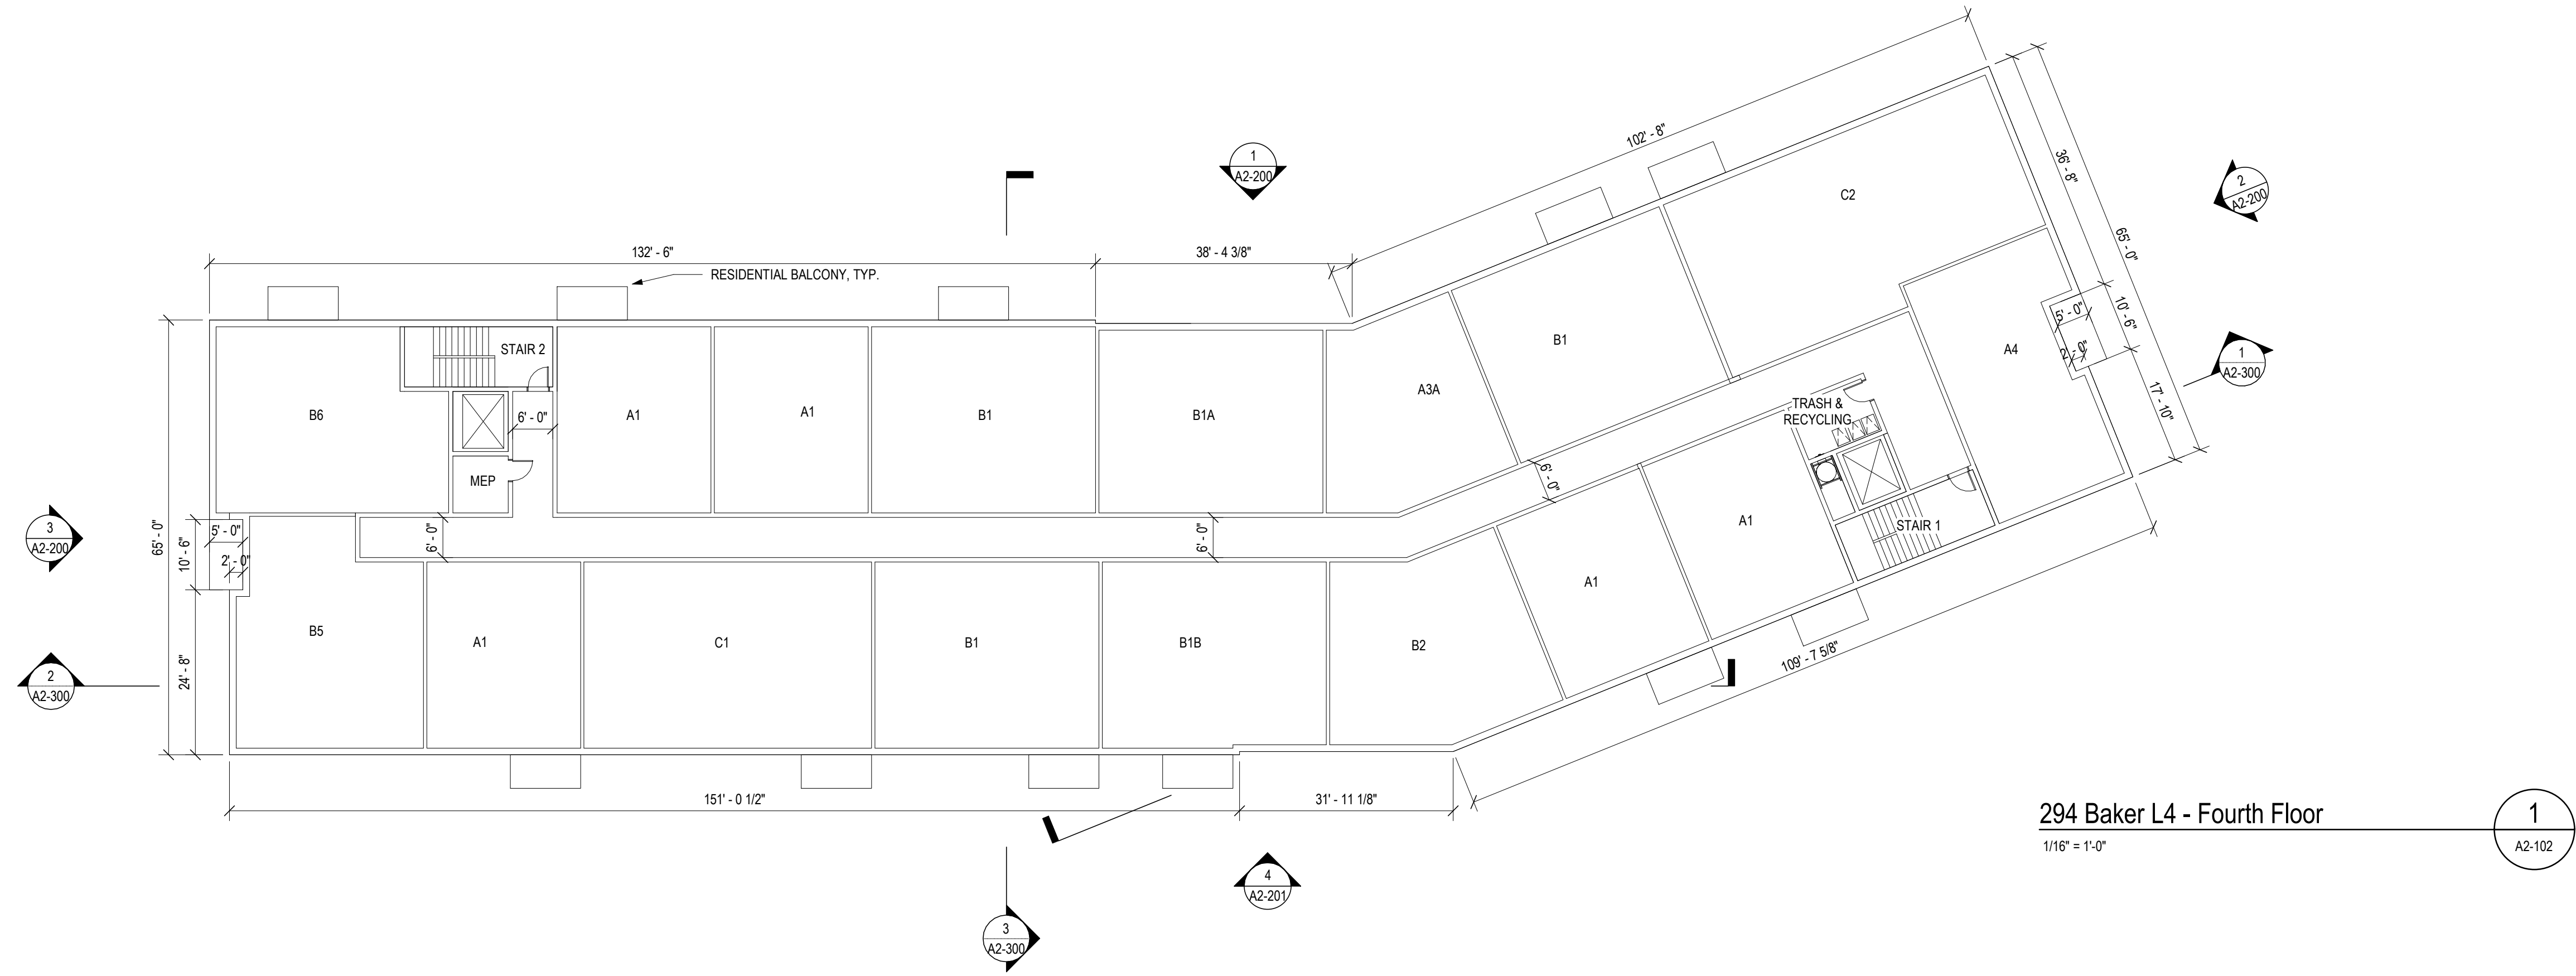 102' - 8"
1
A2-200
36' - 8"
2
A2-200
C2
65' - 0"
132' - 6"
38' - 4 3/8"
RESIDENTIAL BALCONY, TYP.
5' - 0"
10' - 6"
2' - 0"
STAIR 2
B1
A4
1
A2-300
17' - 10"
A3A
B6
6' - 0"
A1
A1
B1
B1A
TRASH &
RECYCLING
MEP
6' - 0"
A1
STAIR 1
3
A2-200
65' - 0"
10' - 6"
5' - 0"
2' - 0"
6' - 0"
6' - 0"
A1
B5
A1
C1
B1
B1B
B2
24' - 8"
2
A2-300
109' - 7 5/8"
151' - 0 1/2"
31' - 11 1/8"
294 Baker L4 - Fourth Floor
1/16" = 1'-0"
1
A2-102
4
A2-201
3
A2-300